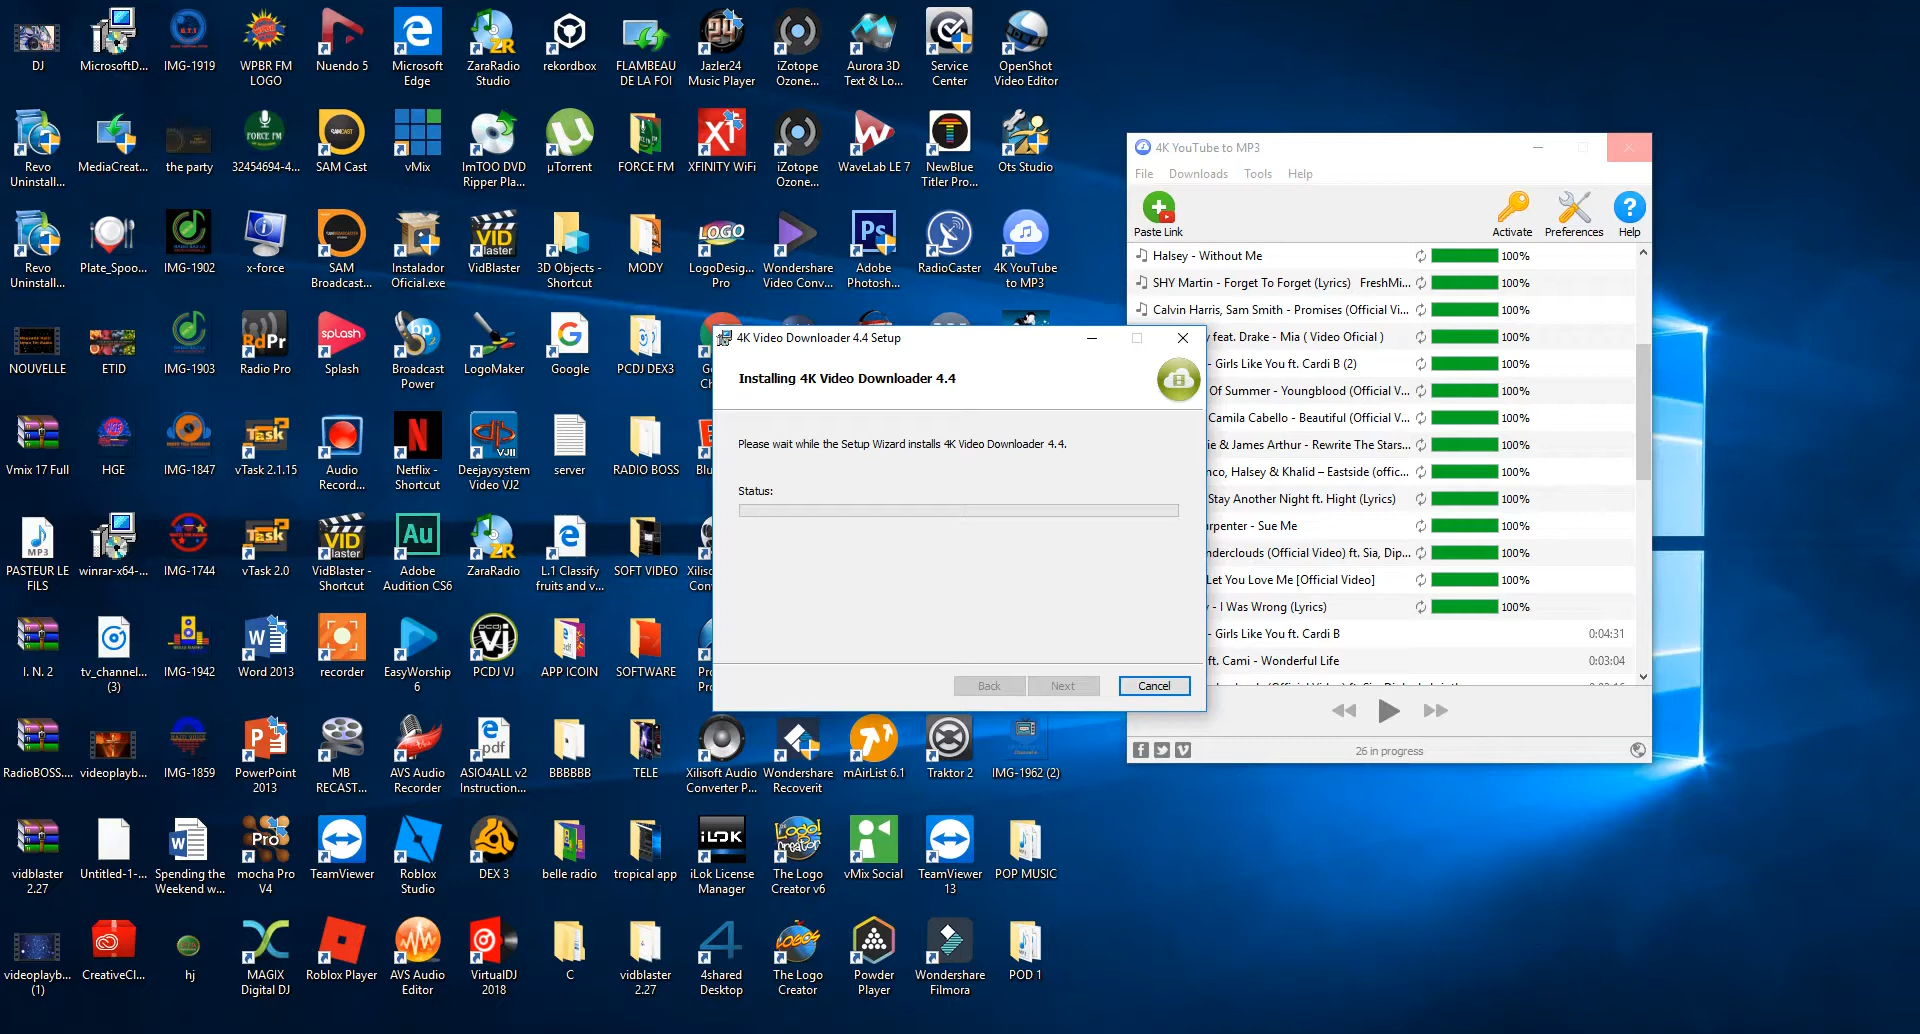 DJ
MicrosoftD...
IMG-1919
WPBR FM
LOGO
Nuendo 5
Microsoft
Edge
ZaraRadio
Studio
rekordbox
FLAMBEAU
DE LA FOI
Jazler24
Music Player
iZotope
Ozone...
Aurora 3D
Text & Lo...
Service
Center
OpenShot
Video Editor
Revo
Uninstall...
MediaCreat...
the party
32454694-4...
SAM Cast
vMix
ImTOO DVD
Ripper Pla...
µTorrent
FORCE FM
XFINITY WiFi
iZotope
Ozone...
WaveLab LE 7
NewBlue
Titler Pro...
Ots Studio
Revo
Uninstall...
Plate_Spoo...
IMG-1902
x-force
SAM
Broadcast...
Instalador
Oficial.exe
VidBlaster
3D Objects -
Shortcut
MODY
LogoDesig...
Pro
Wondershare
Video Conv...
Adobe
Photosh...
RadioCaster
4K YouTube
to MP3
NOUVELLE
ETID
IMG-1903
Radio Pro
Splash
Broadcast
Power
LogoMaker
Google
PCDJ DEX3
Vmix 17 Full
HGE
IMG-1847
vTask 2.1.15
Audio
Record...
Netflix -
Shortcut
Deejaysystem
Video VJ2
server
RADIO BOSS
PASTEUR LE
FILS
winrar-x64-...
IMG-1744
vTask 2.0
VidBlaster -
Shortcut
Adobe
Audition CS6
ZaraRadio
L.1 Classify
fruits and v...
SOFT VIDEO
I. N. 2
tv_channel...
(3)
IMG-1942
Word 2013
recorder
EasyWorship
6
PCDJ VJ
APP ICOIN
SOFTWARE
RadioBOSS....
videoplayb...
IMG-1859
PowerPoint
2013
MB
RECAST...
AVS Audio
Recorder
ASIO4ALL v2
Instruction...
BBBBBB
TELE
Xilisoft Audio
Converter P...
Wondershare
Recoverit
mAirList 6.1
Traktor 2
IMG-1962 (2)
vidblaster
2.27
Untitled-1-...
Spending the
Weekend w...
mocha Pro
V4
TeamViewer
Roblox
Studio
DEX 3
belle radio
tropical app
iLok License
Manager
The Logo
Creator v6
vMix Social
TeamViewer
13
POP MUSIC
videoplayb...
(1)
CreativeCl...
hj
MAGIX
Digital DJ
Roblox Player
AVS Audio
Editor
VirtualDJ
2018
C
vidblaster
2.27
4shared
Desktop
The Logo
Creator
Powder
Player
Wondershare
Filmora
POD 1
4K Video Downloader 4.4 Setup
Installing 4K Video Downloader 4.4
Please wait while the Setup Wizard installs 4K Video Downloader 4.4.
Status:
Back Next Cancel
4K YouTube to MP3
File Downloads Tools Help
Paste Link Activate Preferences Help
Halsey - Without Me 100%
SHY Martin - Forget To Forget (Lyrics) FreshMi... 100%
Calvin Harris, Sam Smith - Promises (Official Vi... 100%
y feat. Drake - Mia ( Video Oficial ) 100%
- Girls Like You ft. Cardi B (2) 100%
Of Summer - Youngblood (Official V... 100%
Camila Cabello - Beautiful (Official V... 100%
ie & James Arthur - Rewrite The Stars... 100%
nco, Halsey & Khalid – Eastside (offic... 100%
Stay Another Night ft. Hight (Lyrics) 100%
rpenter - Sue Me 100%
nderclouds (Official Video) ft. Sia, Dip... 100%
Let You Love Me [Official Video] 100%
y - I Was Wrong (Lyrics) 100%
- Girls Like You ft. Cardi B 0:04:31
ft. Cami - Wonderful Life 0:03:04
26 in progress